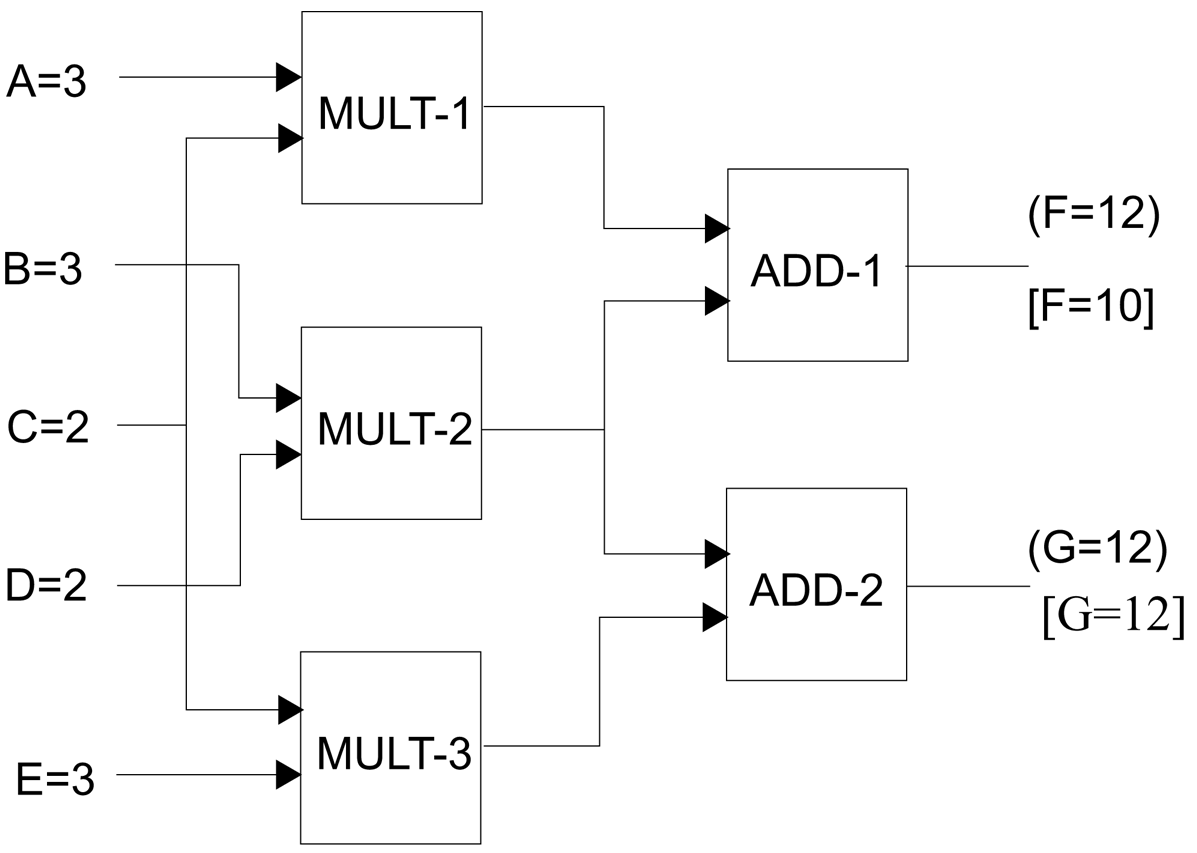 A=3
MULT-1
B=3
ADD-1
(F=12)
[F=10]
C=2
MULT-2
D=2
ADD-2
(G=12)
[G=12]
MULT-3
E=3